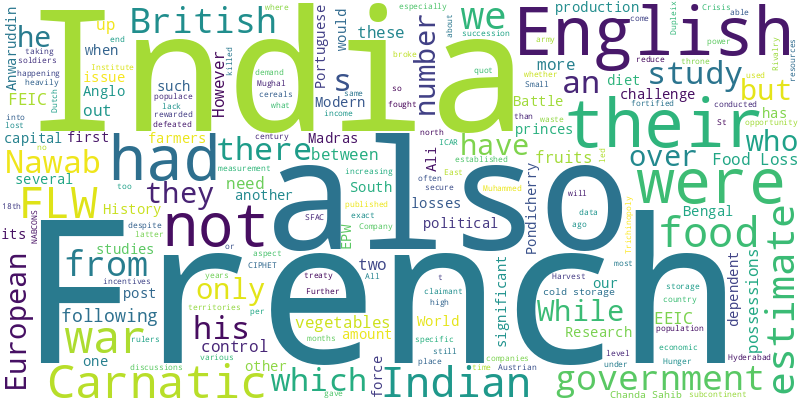 India
also
French
English
their
were
had
not
food
FLW
war
from
his
Carnatic
which
Indian
government
estimate
While
study
but
who
over
an
we
he
British
s
number
Nawab
they
there
have
European
only
these
would
when
such
out
up
issue
Anglo
FEIC
However
Portuguese
Modern
Anwaruddin
production
more
diet
has
challenge
Battle
princes
Food Loss
fruits
Madras
between
Ali
South
need
another
losses
political
Pondicherry
Bengal
EEIC
possessions
dependent
significant
our
cold storage
Research
World
EPW
two
force
amount
vegetables
control
other
one
post
following
studies
History
several
its
capital
first
farmers
despite
latter
NABCONS
18th
Dutch
into
lost
too
no
taking
soldiers
happening
heavily
end
Institute
killed
populace
lack
rewarded
defeated
Mughal
demand
cereals
what
quot
century
measurement
increasing
established
published
exact
Company
SFAC
aspect
CIPHET
or
incentives
territories
years
per
months
treaty
Further
All
various
rulers
discussions
gave
place
still
specific
high
claimant
t
time
companies
Austrian
level
under
Harvest
will
data
ago
East
Muhammed
secure
often
north
ICAR
income
same
so
fought
broke
where
especially
about
succession
army
Small
whether
than
Trichinopoly
led
conducted
St
fortified
used
waste
reduce
throne
Crisis
Rivalry
opportunity
resources
power
Dupleix
come
able
most
storage
country
population
economic
Hunger
Hyderabad
Chanda Sahib
subcontinent